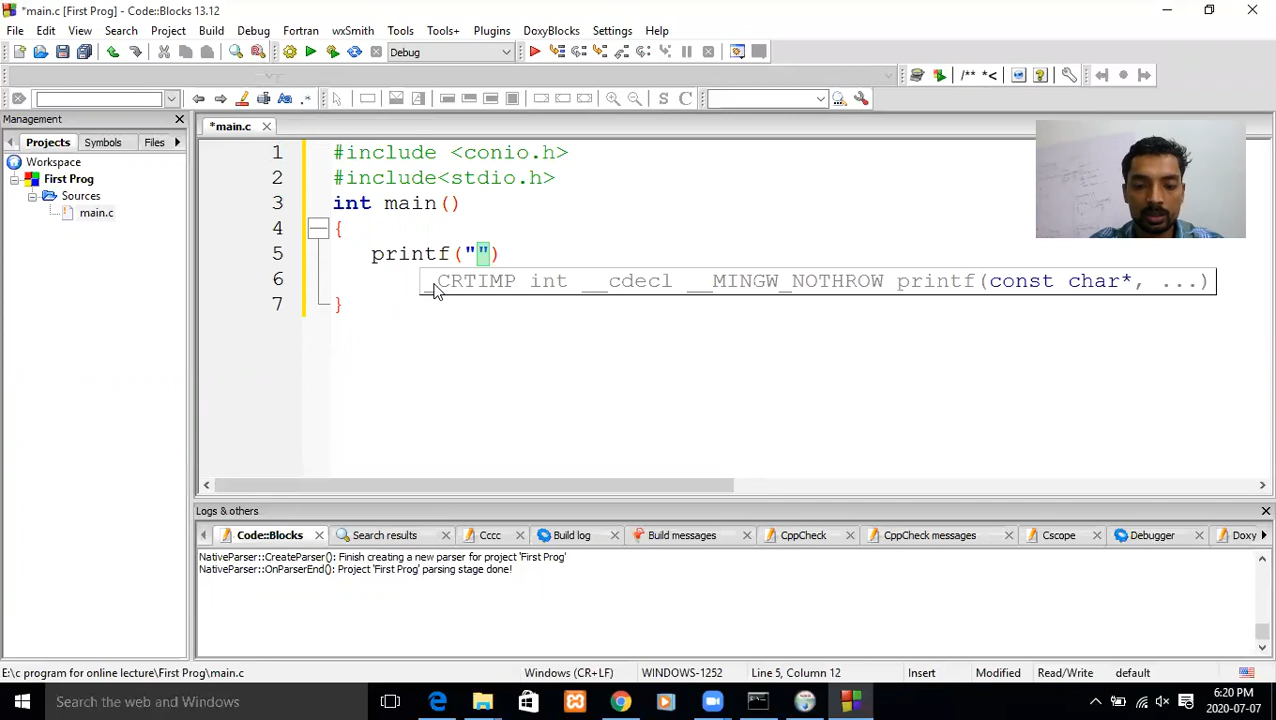 *main.c [First Prog] - Code::Blocks 13.12
File Edit View Search Project Build Debug Fortran wxSmith Tools Tools+ Plugins DoxyBlocks Settings Help
Debug
/** *<
S C
Management
Projects Symbols Files
Workspace
First Prog
Sources
main.c
*main.c
1 #include <conio.h>
2 #include<stdio.h>
3 int main()
4 {
5 printf("")
_CRTIMP int __cdecl __MINGW_NOTHROW printf(const char*, ...)
6
7 }
Logs & others
Code::Blocks Search results Cccc Build log Build messages CppCheck CppCheck messages Cscope Debugger Doxy
NativeParser::CreateParser(): Finish creating a new parser for project 'First Prog'
NativeParser::OnParserEnd(): Project 'First Prog' parsing stage done!
E:\c program for online lecture\First Prog\main.c Windows (CR+LF) WINDOWS-1252 Line 5, Column 12 Insert Modified Read/Write default
Search the web and Windows
6:20 PM
2020-07-07